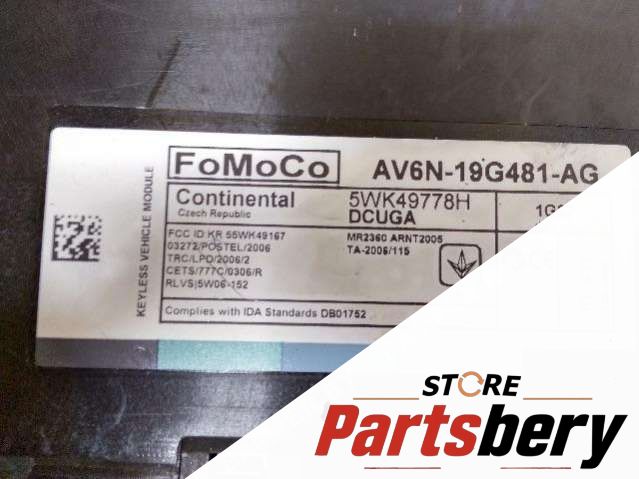 KEYLESS VEHICLE MODULE
FoMoCo AV6N-19G481-AG
Continental 5WK49778H
Czech Republic DCUGA
FCC ID:KR 55WK49167 MR2360 ARNT2005
03272/POSTEL/2006 TA-2006/115
TRC/LPD/2006/2
CETS/777C/0306/R
RLVS|5W06-152
Complies with IDA Standards DB01752
STORE
Partsbery